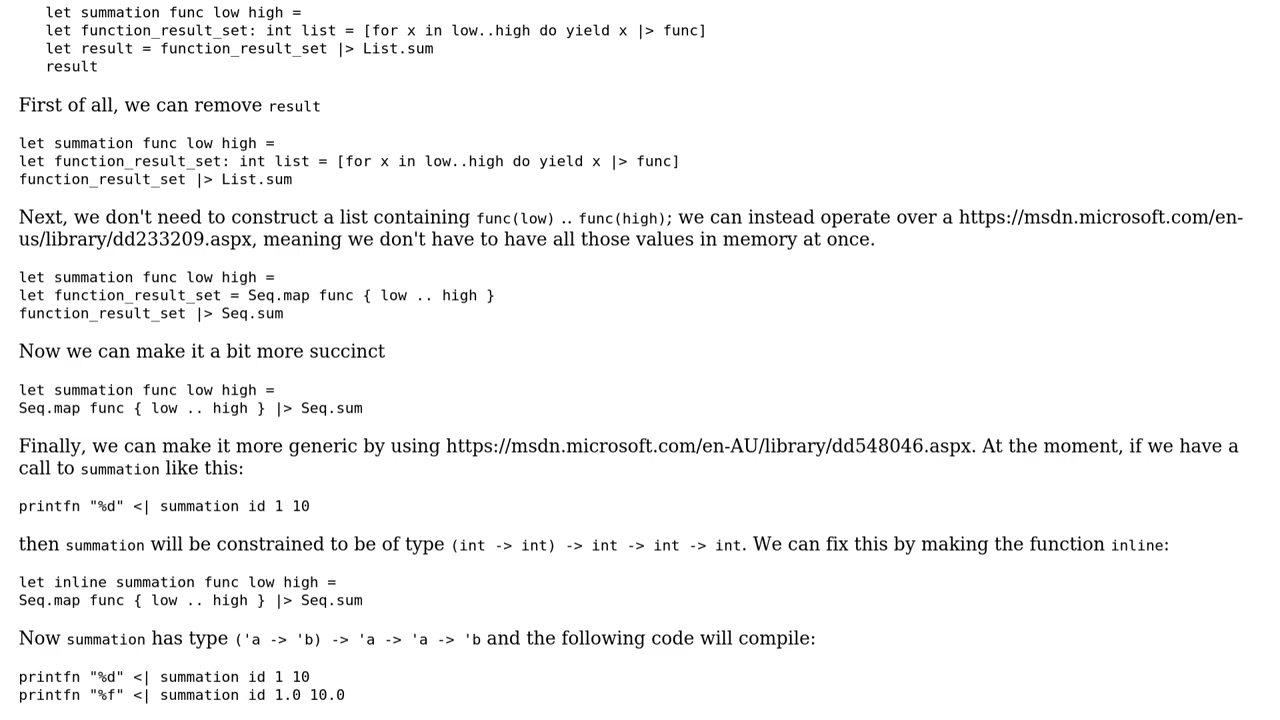 let summation func low high =
let function_result_set: int list = [for x in low..high do yield x |> func]
let result = function_result_set |> List.sum
result
First of all, we can remove result
let summation func low high =
let function_result_set: int list = [for x in low..high do yield x |> func]
function_result_set |> List.sum
Next, we don't need to construct a list containing func(low) .. func(high); we can instead operate over a https://msdn.microsoft.com/en-
us/library/dd233209.aspx, meaning we don't have to have all those values in memory at once.
let summation func low high =
let function_result_set = Seq.map func { low .. high }
function_result_set |> Seq.sum
Now we can make it a bit more succinct
let summation func low high =
Seq.map func { low .. high } |> Seq.sum
Finally, we can make it more generic by using https://msdn.microsoft.com/en-AU/library/dd548046.aspx. At the moment, if we have a
call to summation like this:
printfn "%d" <| summation id 1 10
then summation will be constrained to be of type (int -> int) -> int -> int -> int. We can fix this by making the function inline:
let inline summation func low high =
Seq.map func { low .. high } |> Seq.sum
Now summation has type ('a -> 'b) -> 'a -> 'a -> 'b and the following code will compile:
printfn "%d" <| summation id 1 10
printfn "%f" <| summation id 1.0 10.0